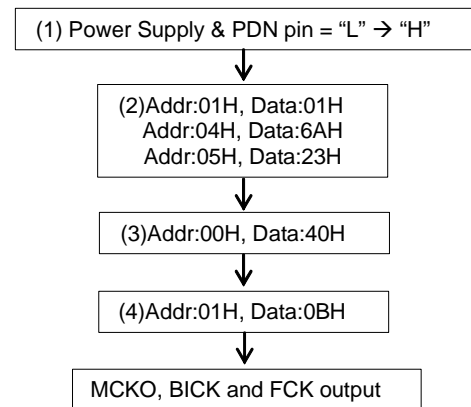 (1) Power Supply & PDN pin = “L” → “H”
(2)Addr:01H, Data:01H
Addr:04H, Data:6AH
Addr:05H, Data:23H
(3)Addr:00H, Data:40H
(4)Addr:01H, Data:0BH
MCKO, BICK and FCK output